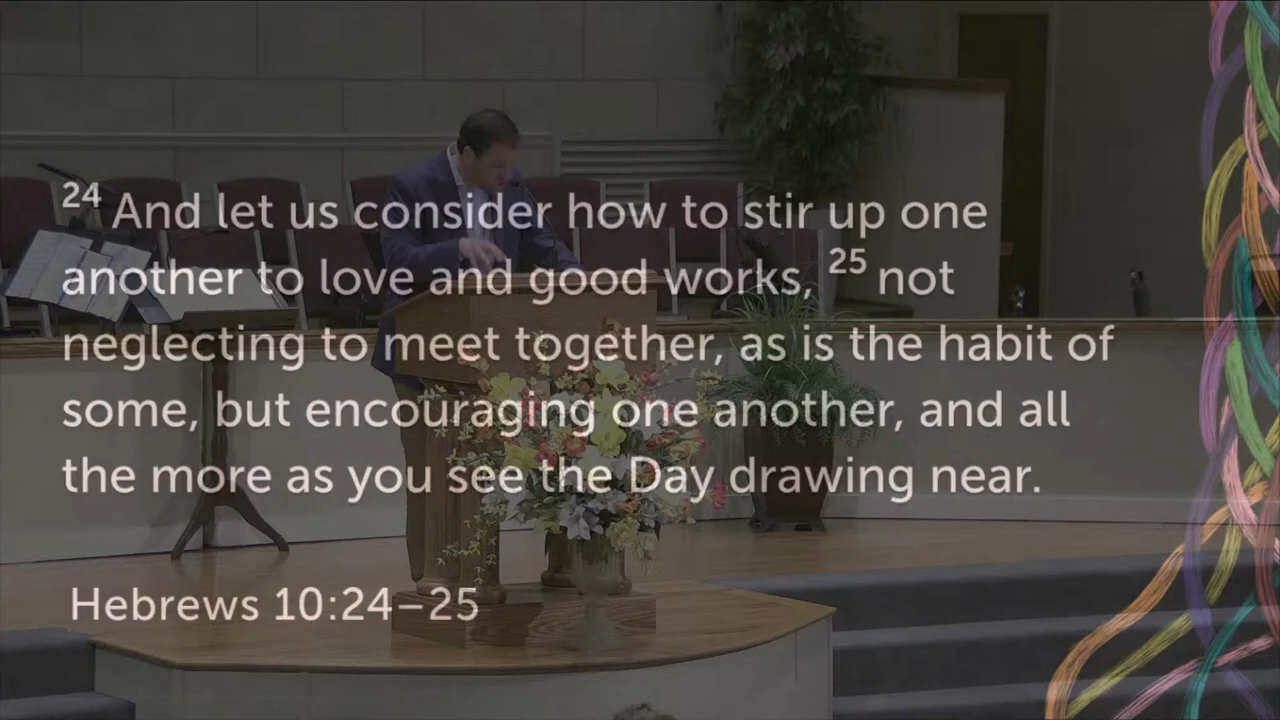 24 And let us consider how to stir up one
another to love and good works, 25 not
neglecting to meet together, as is the habit of
some, but encouraging one another, and all
the more as you see the Day drawing near.
Hebrews 10:24–25